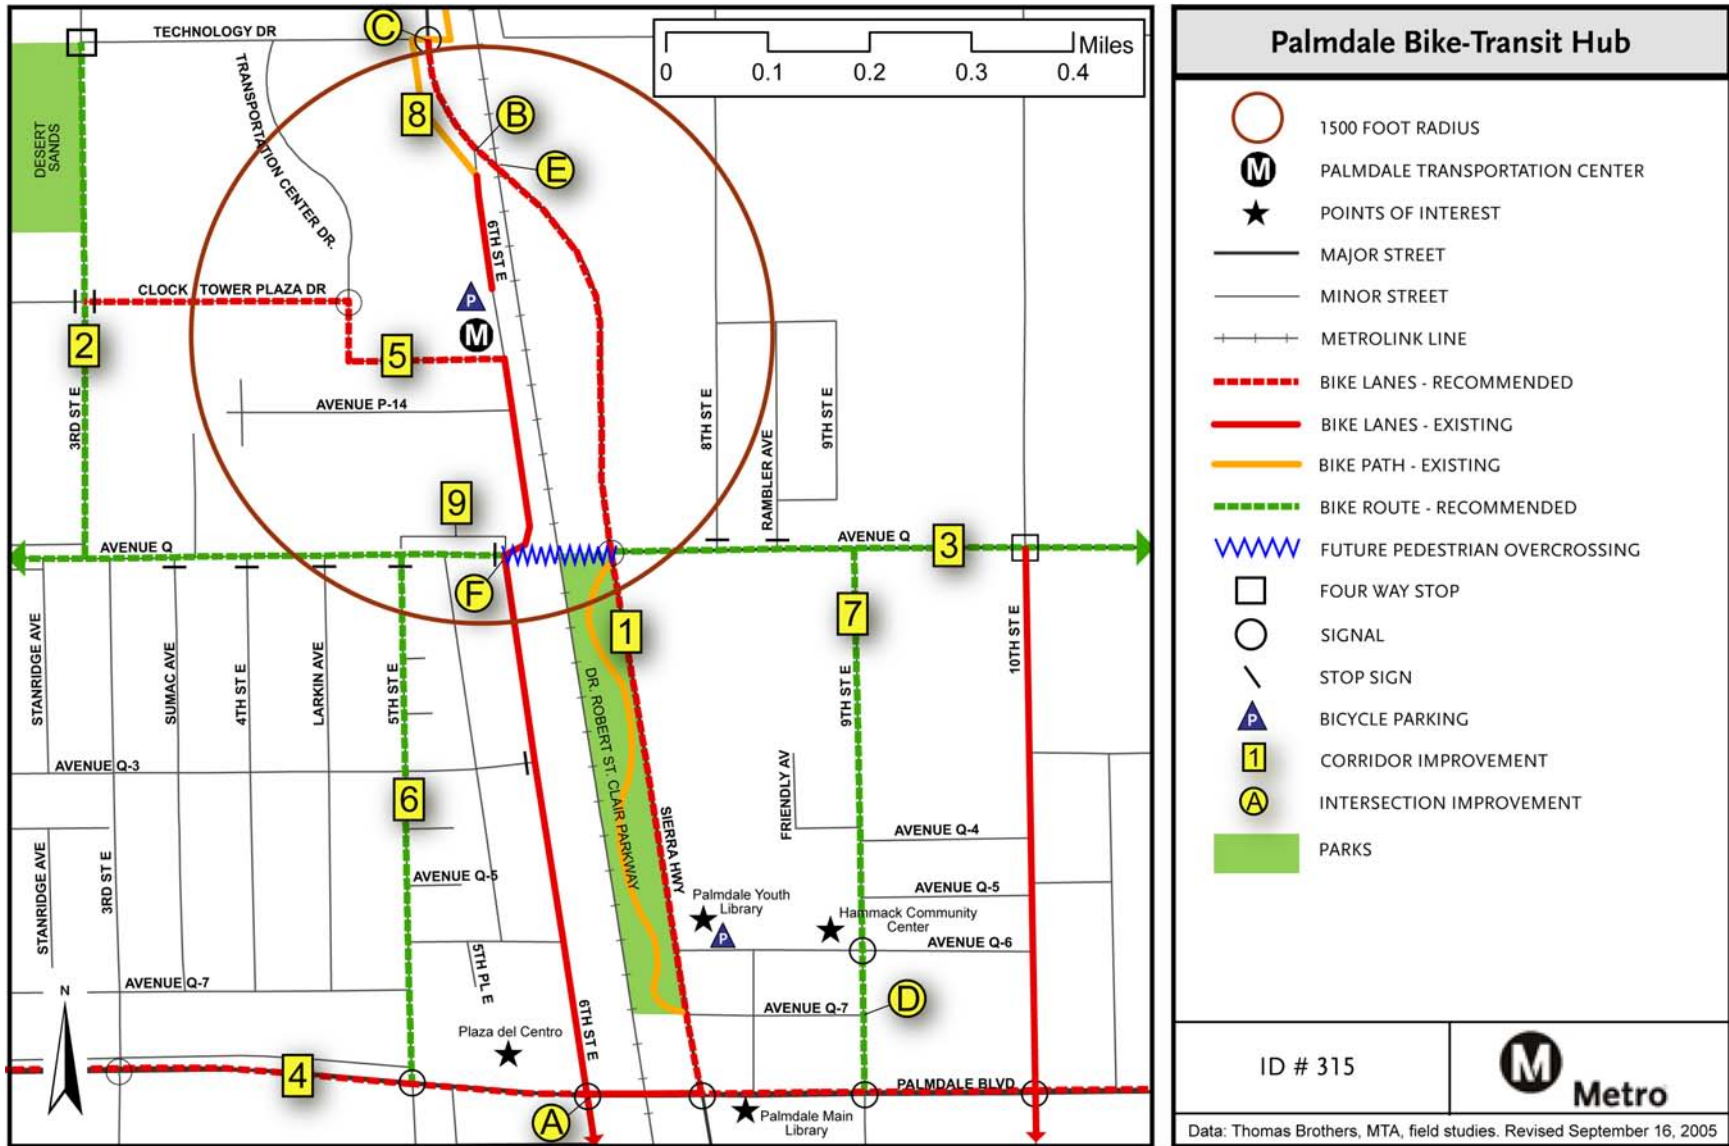 TECHNOLOGY DR
C
Miles
0
0.1
0.2
0.3
0.4
DESERT
SANDS
TRANSPORTATION CENTER DR.
8
B
E
6TH ST E
CLOCK TOWER PLAZA DR
P
M
2
5
3RD ST E
AVENUE P-14
8TH ST E
RAMBLER AVE
9TH ST E
9
AVENUE Q
AVENUE Q
3
F
1
7
STANRIDGE AVE
SUMAC AVE
4TH ST E
LARKIN AVE
5TH ST E
9TH ST E
10TH ST E
DR. ROBERT ST. CLAIR PARKWAY
AVENUE Q-3
6
SIERRA HWY
FRIENDLY AV
AVENUE Q-4
STANRIDGE AVE
3RD ST E
AVENUE Q-5
AVENUE Q-5
Palmdale Youth
Library
P
Hammack Community
Center
AVENUE Q-6
5TH PL E
AVENUE Q-7
N
AVENUE Q-7
D
6TH ST E
Plaza del Centro
4
PALMDALE BLVD
A
Palmdale Main
Library
Palmdale Bike-Transit Hub
1500 FOOT RADIUS
M
PALMDALE TRANSPORTATION CENTER
POINTS OF INTEREST
MAJOR STREET
MINOR STREET
METROLINK LINE
BIKE LANES - RECOMMENDED
BIKE LANES - EXISTING
BIKE PATH - EXISTING
BIKE ROUTE - RECOMMENDED
FUTURE PEDESTRIAN OVERCROSSING
FOUR WAY STOP
SIGNAL
STOP SIGN
P
BICYCLE PARKING
1
CORRIDOR IMPROVEMENT
A
INTERSECTION IMPROVEMENT
PARKS
ID # 315
M
Metro
Data: Thomas Brothers, MTA, field studies. Revised September 16, 2005